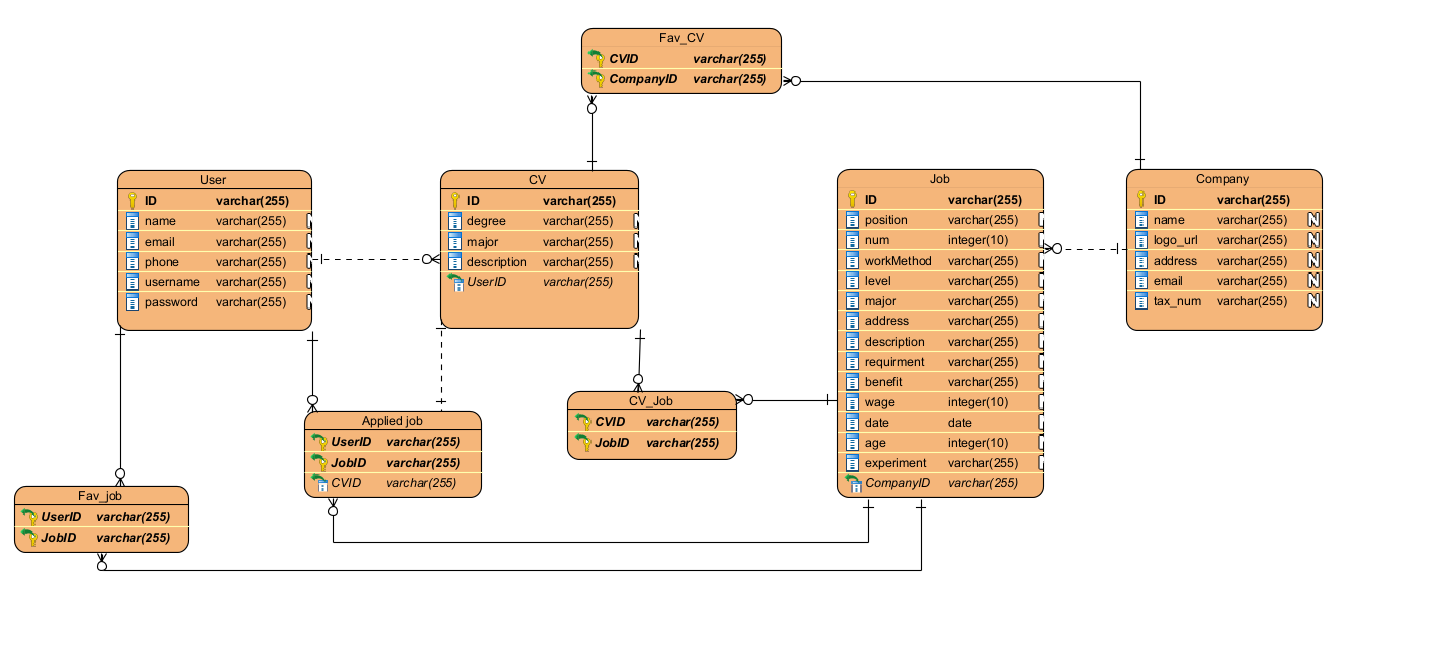 Fav_CV
CVID varchar(255)
CompanyID varchar(255)
User
ID varchar(255)
name varchar(255)
email varchar(255)
phone varchar(255)
username varchar(255)
password varchar(255)
CV
ID varchar(255)
degree varchar(255)
major varchar(255)
description varchar(255)
UserID varchar(255)
Job
ID varchar(255)
position varchar(255)
num integer(10)
workMethod varchar(255)
level varchar(255)
major varchar(255)
address varchar(255)
description varchar(255)
requirment varchar(255)
benefit varchar(255)
wage integer(10)
date date
age integer(10)
experiment varchar(255)
CompanyID varchar(255)
Company
ID varchar(255)
name varchar(255) N
logo_url varchar(255) N
address varchar(255) N
email varchar(255) N
tax_num varchar(255) N
CV_Job
CVID varchar(255)
JobID varchar(255)
Applied job
UserID varchar(255)
JobID varchar(255)
CVID varchar(255)
Fav_job
UserID varchar(255)
JobID varchar(255)